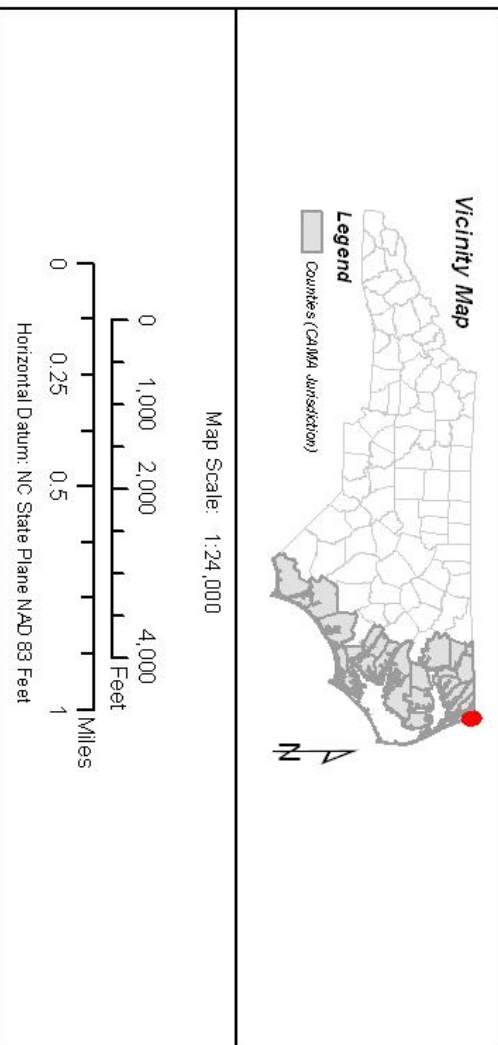 Vicinity Map
Legend
Counties (CAMA Jurisdiction)
N
Map Scale: 1:24,000
0 1,000 2,000 4,000
Feet
0 0.25 0.5 1
Miles
Horizontal Datum: NC State Plane NAD 83 Feet